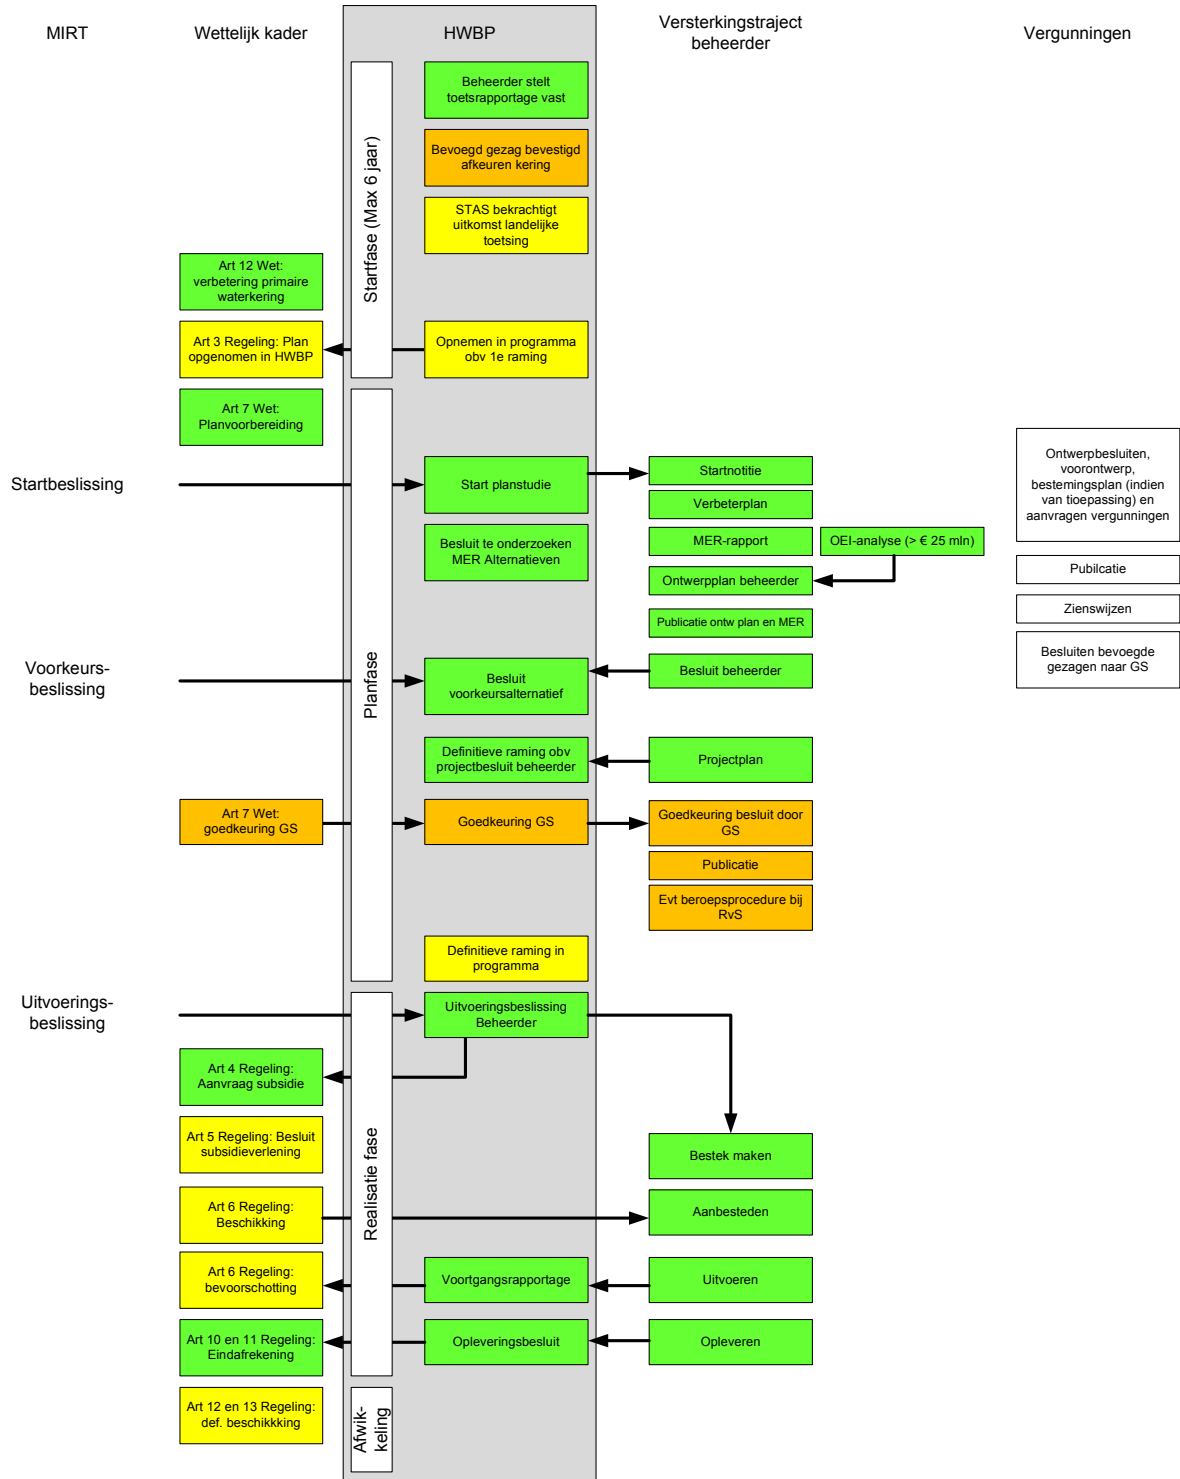 MIRT
Wettelijk kader
HWBP
Versterkingstraject
beheerder
Vergunningen
Startfase (Max 6 jaar)
Beheerder stelt
toetsrapportage vast
Bevoegd gezag bevestigd
afkeuren kering
STAS bekrachtigt
uitkomst landelijke
toetsing
Art 12 Wet:
verbetering primaire
waterkering
Art 3 Regeling: Plan
opgenomen in HWBP
Opnemen in programma
obv 1e raming
Planfase
Art 7 Wet:
Planvoorbereiding
Startbeslissing
Start planstudie
Startnotitie
Verbeterplan
Besluit te onderzoeken
MER Alternatieven
MER-rapport
OEI-analyse (> € 25 mln)
Ontwerpplan beheerder
Publicatie ontw plan en MER
Ontwerpbesluiten,
voorontwerp,
bestemingsplan (indien
van tioepassing) en
aanvragen vergunningen
Pubilcatie
Zienswijzen
Besluiten bevoegde
gezagen naar GS
Voorkeurs-
beslissing
Besluit
voorkeursalternatief
Besluit beheerder
Definitieve raming obv
projectbesluit beheerder
Projectplan
Art 7 Wet:
goedkeuring GS
Goedkeuring GS
Goedkeuring besluit door
GS
Publicatie
Evt beroepsprocedure bij
RvS
Definitieve raming in
programma
Uitvoerings-
beslissing
Realisatie fase
Uitvoeringsbeslissing
Beheerder
Art 4 Regeling:
Aanvraag subsidie
Art 5 Regeling: Besluit
subsidieverlening
Bestek maken
Art 6 Regeling:
Beschikking
Aanbesteden
Art 6 Regeling:
bevoorschotting
Voortgangsrapportage
Uitvoeren
Art 10 en 11 Regeling:
Eindafrekening
Opleveringsbesluit
Opleveren
Art 12 en 13 Regeling:
def. beschikkking
Afwik-
keling